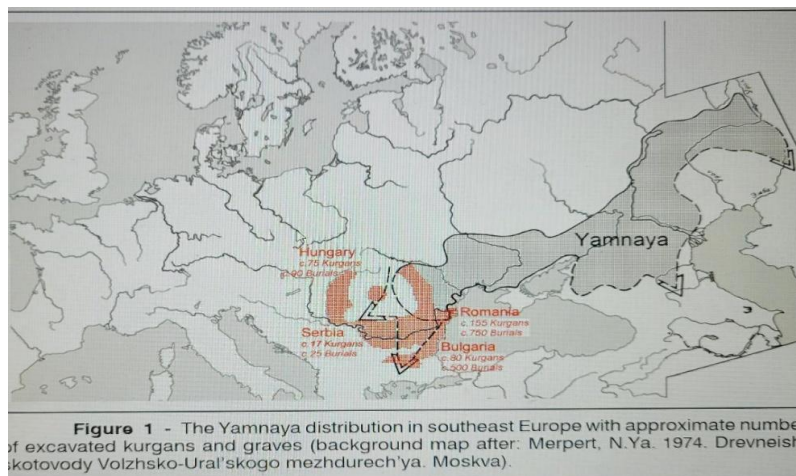 Hungary
c.75 Kurgans
c.90 Burials
Yamnaya
Romania
c.155 Kurgans
c.750 Burials
Serbia
c. 17 Kurgans
c. 25 Burials
Bulgaria
c.80 Kurgans
c.500 Burials
Figure 1 - The Yamnaya distribution in southeast Europe with approximate numbe
of excavated kurgans and graves (background map after: Merpert, N.Ya. 1974. Drevneish
skotovody Volzhsko-Ural'skogo mezhdurech'ya. Moskva).